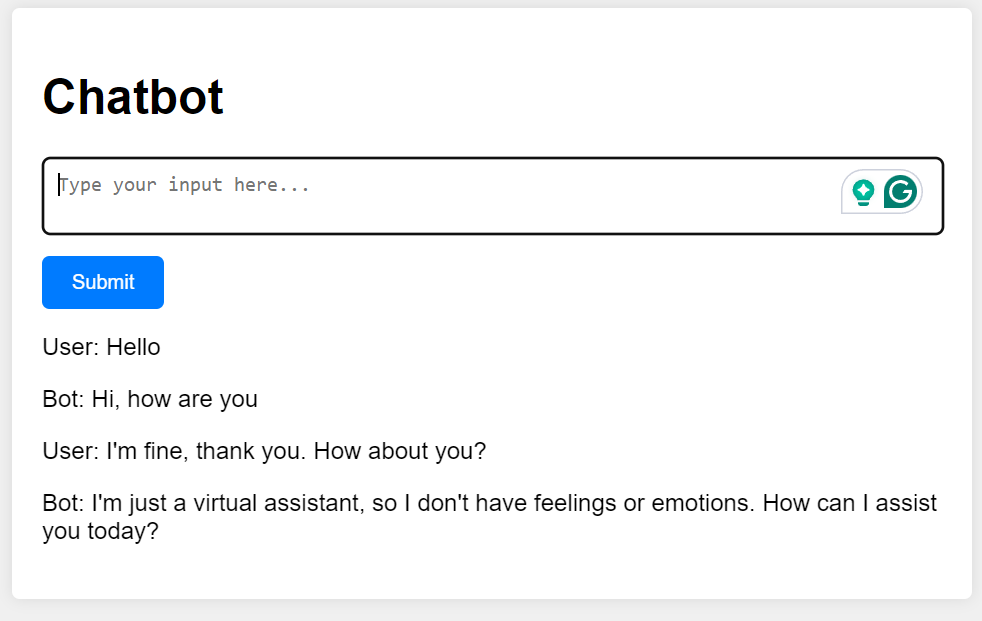 Chatbot
Type your input here...
Submit
User: Hello
Bot: Hi, how are you
User: I'm fine, thank you. How about you?
Bot: I'm just a virtual assistant, so I don't have feelings or emotions. How can I assist
you today?